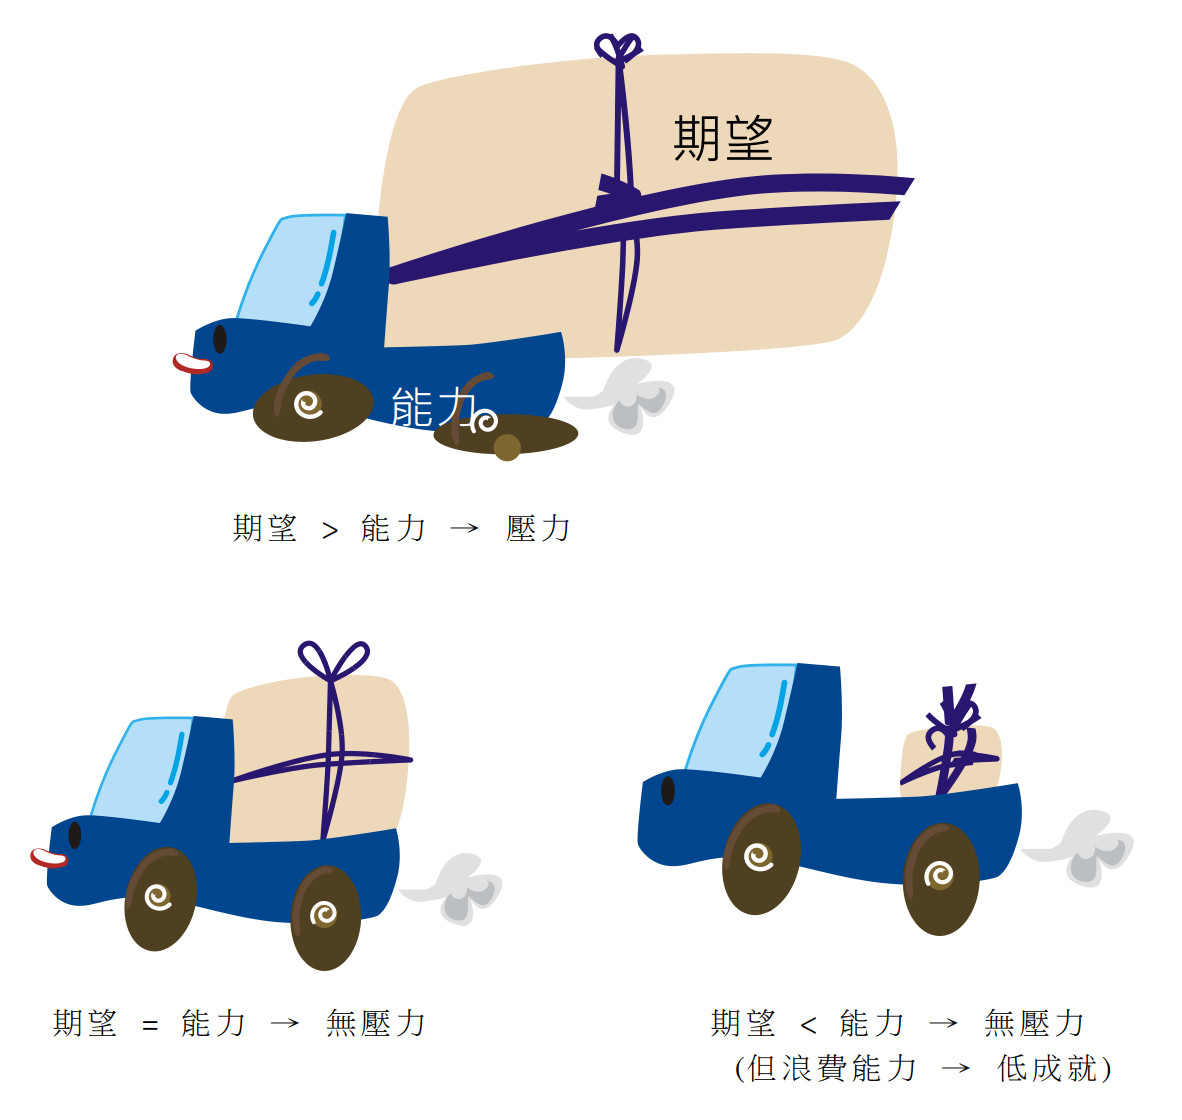 期望
能力
期望 > 能力 → 壓力
期望 = 能力 → 無壓力
期望 < 能力 → 無壓力
(但浪費能力 → 低成就)